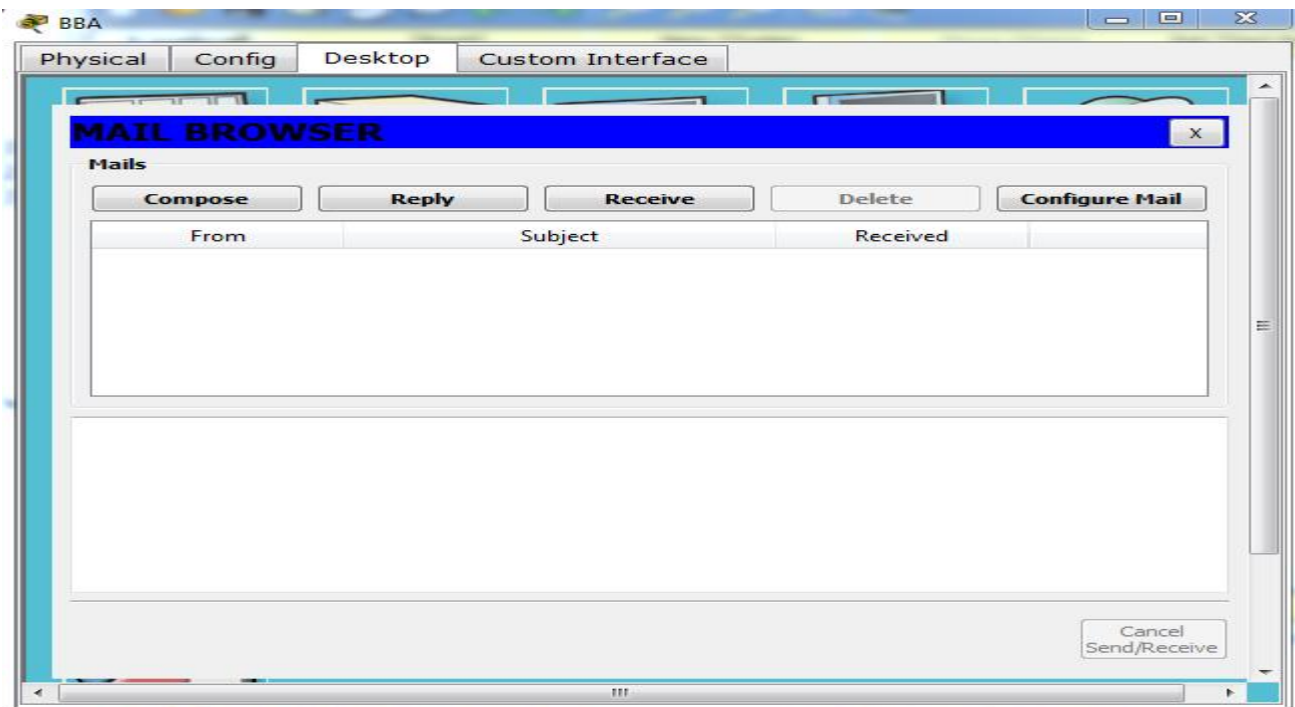 BBA
Physical Config Desktop Custom Interface
MAIL BROWSER X
Mails
Compose Reply Receive Delete Configure Mail
From Subject Received
Cancel
Send/Receive